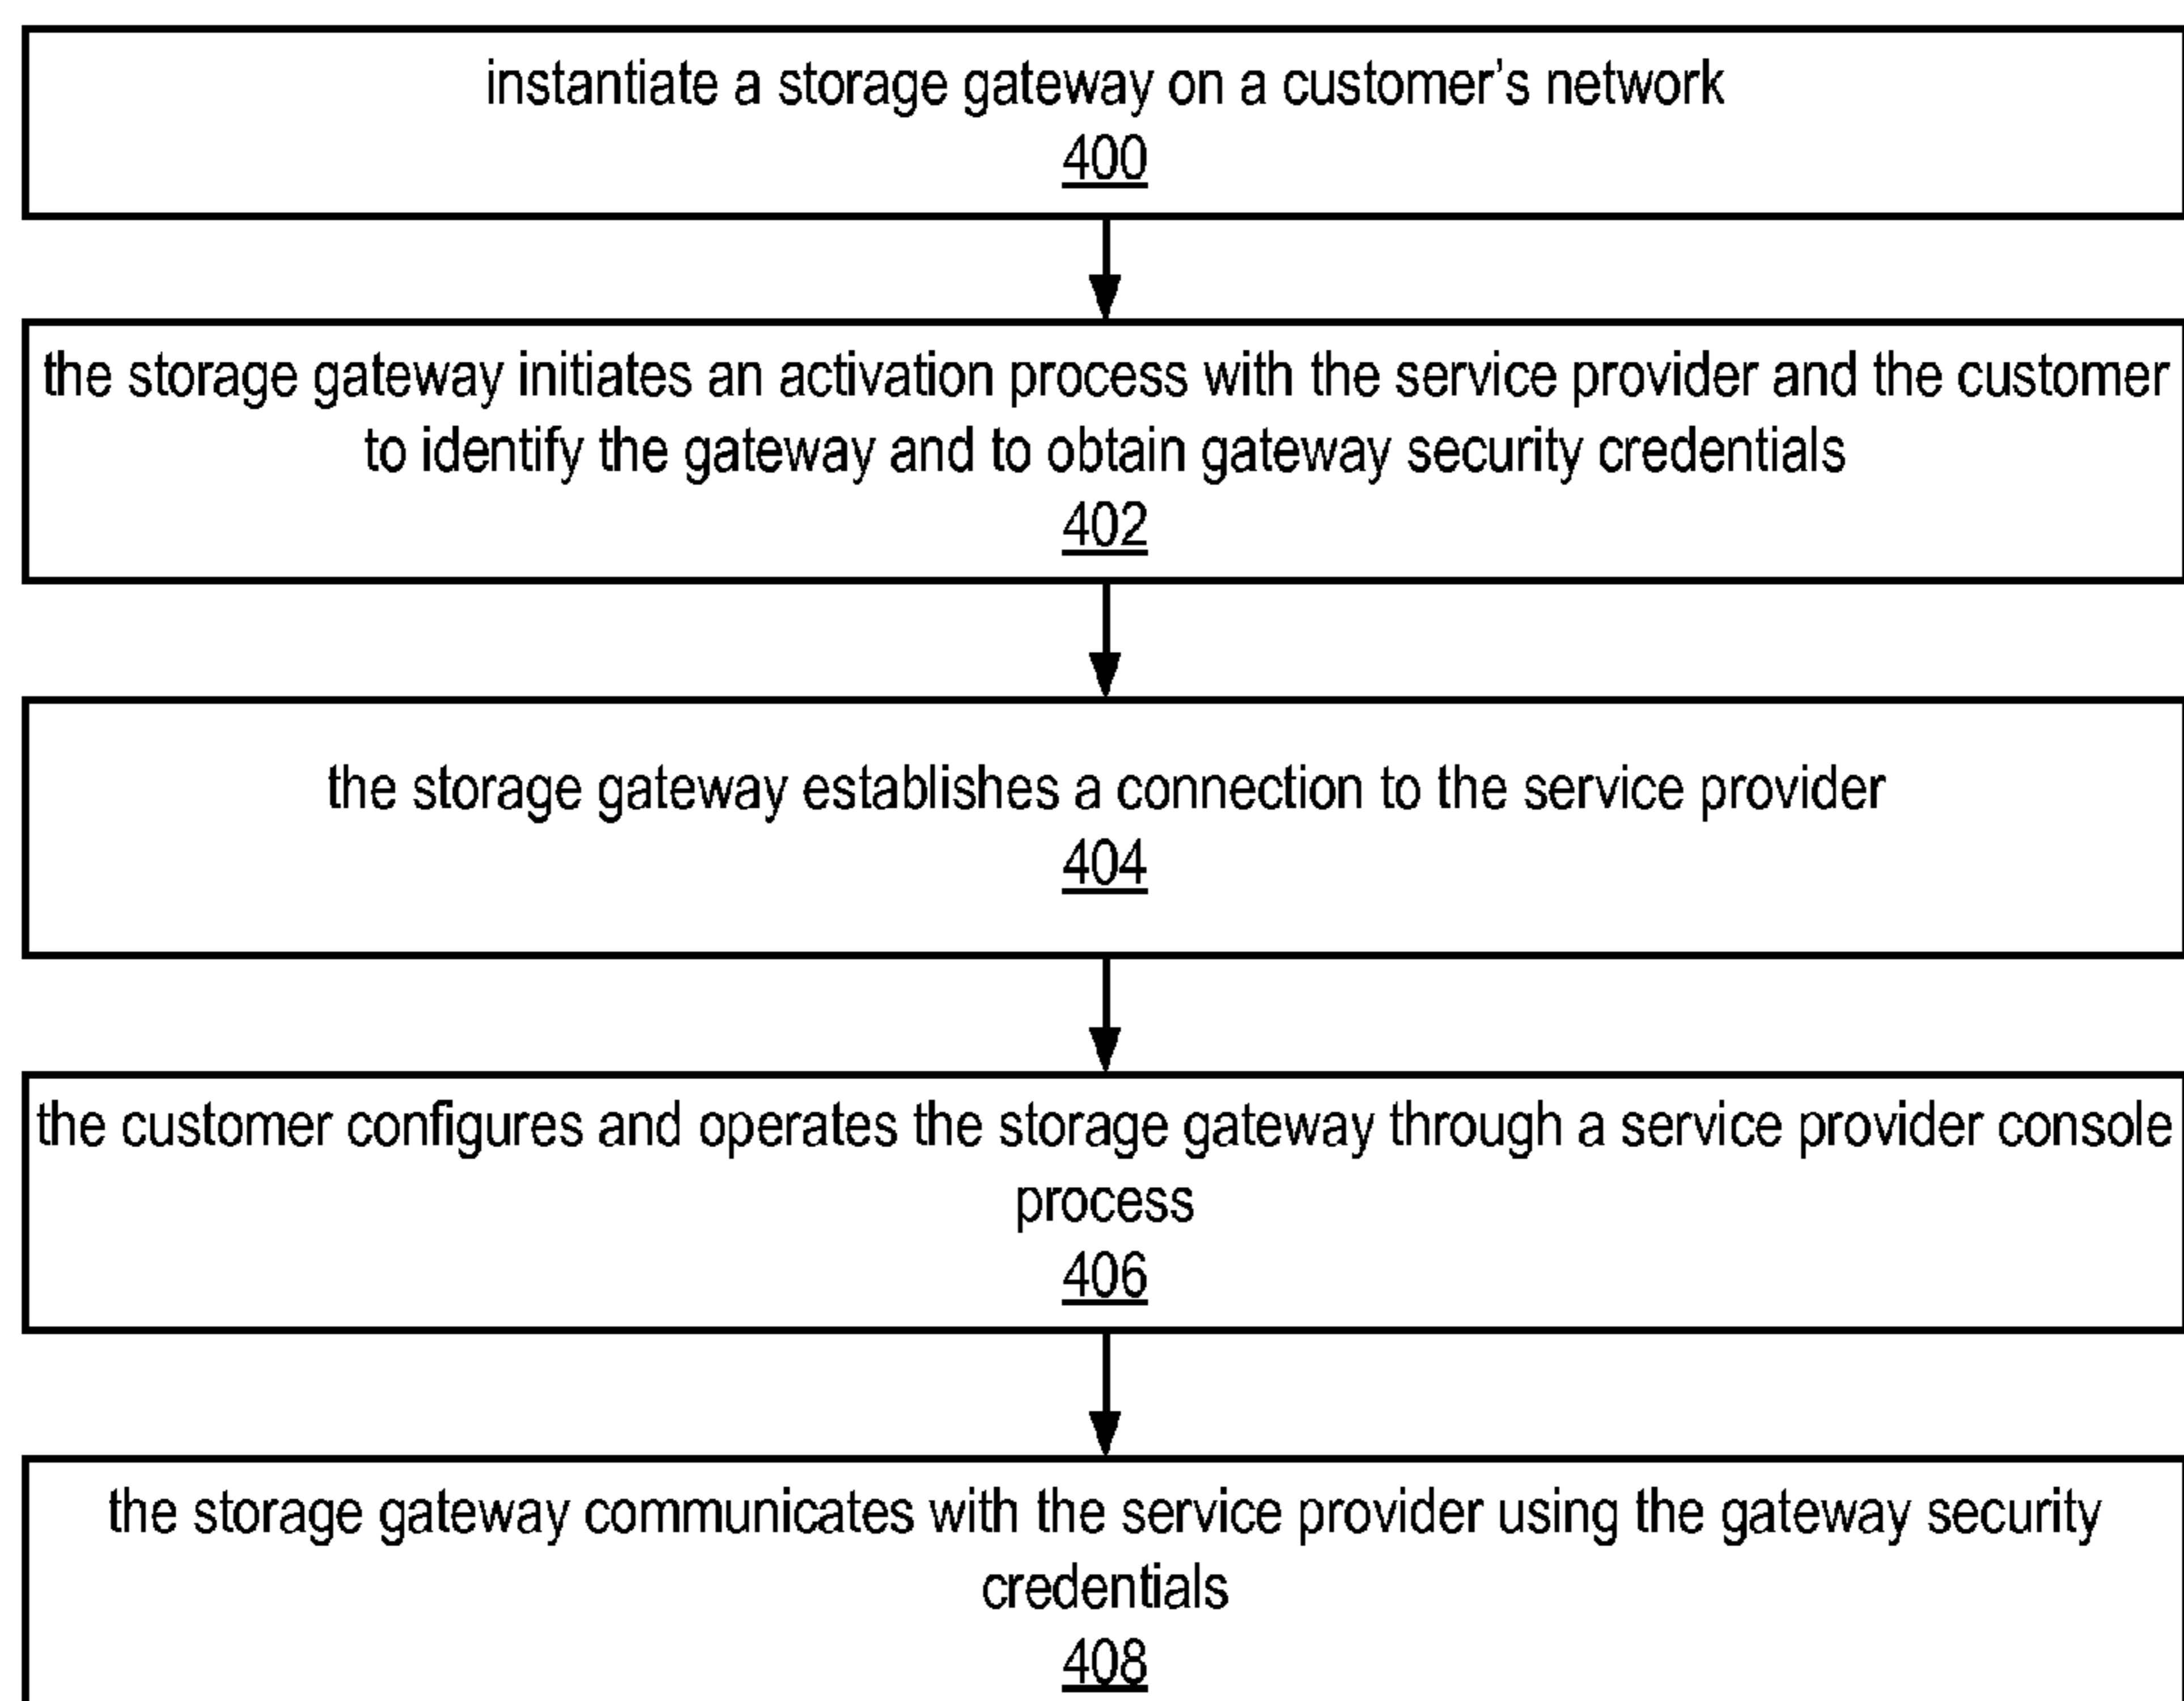 instantiate a storage gateway on a customer’s network
400
the storage gateway initiates an activation process with the service provider and the customer
to identify the gateway and to obtain gateway security credentials
402
the storage gateway establishes a connection to the service provider
404
the customer configures and operates the storage gateway through a service provider console
process
406
the storage gateway communicates with the service provider using the gateway security
credentials
408